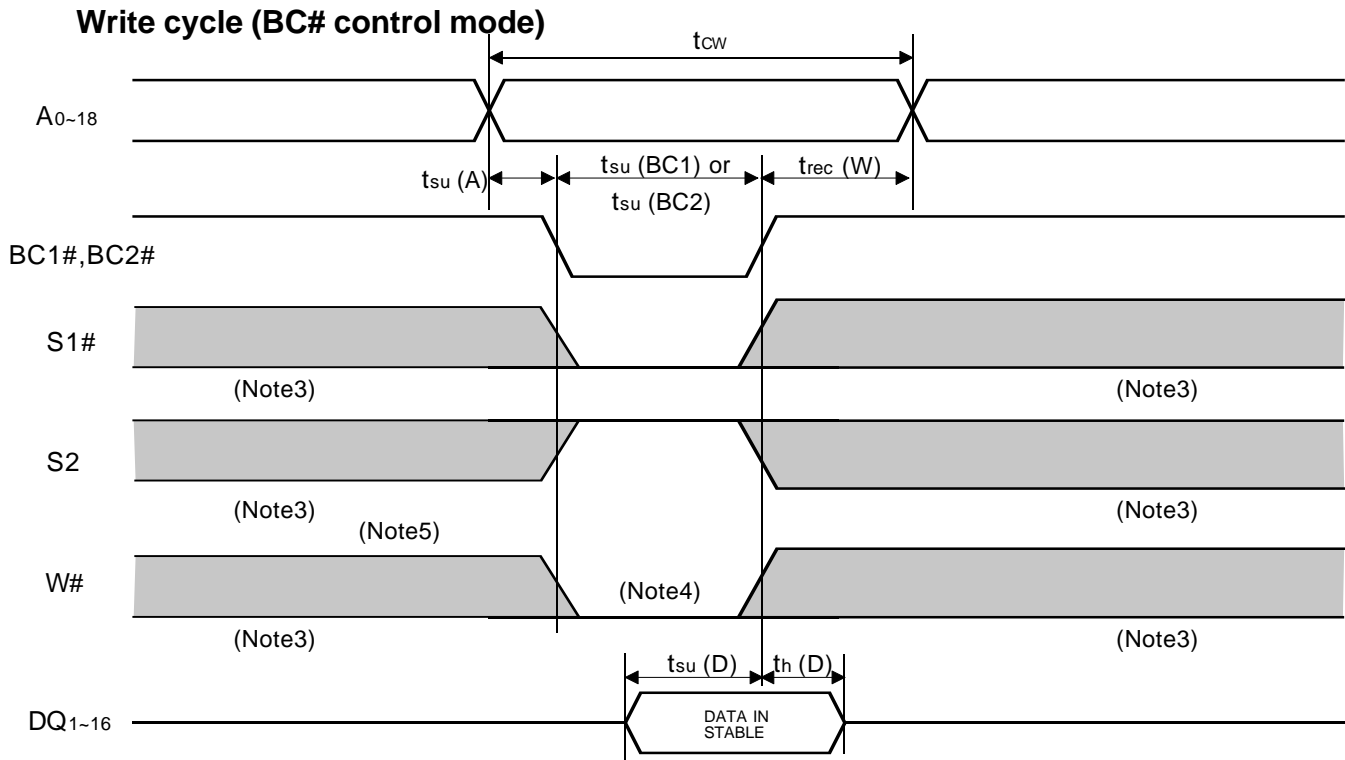 Write cycle (BC# control mode)
tCW
A0~18
tsu (A)
tsu (BC1) or
tsu (BC2)
trec (W)
BC1#,BC2#
S1#
(Note3)
(Note3)
S2
(Note3)
(Note3)
(Note5)
W#
(Note4)
(Note3)
(Note3)
tsu (D)
th (D)
DQ1~16
DATA IN
STABLE